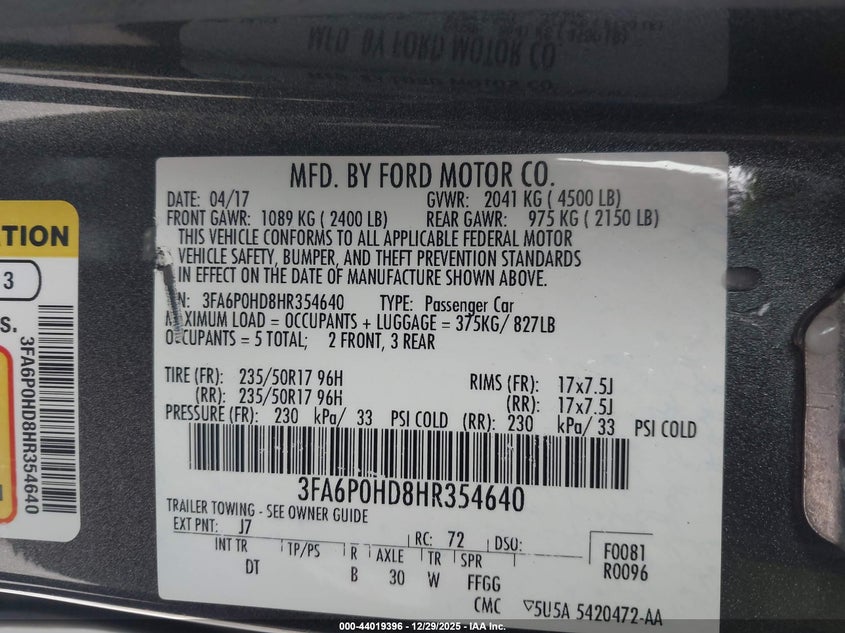 MFD. BY FORD MOTOR CO.
DATE: 04/17 GVWR: 2041 KG ( 4500 LB)
FRONT GAWR: 1089 KG ( 2400 LB) REAR GAWR: 975 KG ( 2150 LB)
THIS VEHICLE CONFORMS TO ALL APPLICABLE FEDERAL MOTOR
VEHICLE SAFETY, BUMPER, AND THEFT PREVENTION STANDARDS
IN EFFECT ON THE DATE OF MANUFACTURE SHOWN ABOVE.
3FA6P0HD8HR354640 TYPE: Passenger Car
MAXIMUM LOAD = OCCUPANTS + LUGGAGE = 375KG/ 827LB
OCCUPANTS = 5 TOTAL; 2 FRONT, 3 REAR
TIRE (FR): 235/50R17 96H RIMS (FR): 17x7.5J
(RR): 235/50R17 96H (RR): 17x7.5J
PRESSURE (FR): 230 kPa/ 33 PSI COLD (RR): 230 kPa/ 33 PSI COLD
3FA6P0HD8HR354640
TRAILER TOWING - SEE OWNER GUIDE
EXT PNT: J7 RC: 72 DSO:
INT TR TP/PS R AXLE TR SPR
DT B 30 W FFGG
F0081
R0096
CMC 5U5A 5420472-AA
3
3FA6P0HD8HR354640
000-44019396 - 12/29/2025 - IAA Inc.